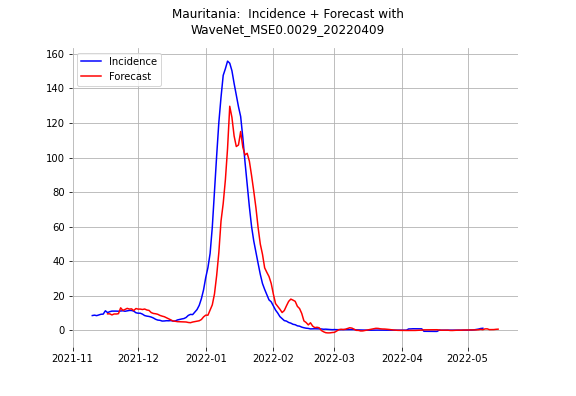 Mauritania:  Incidence + Forecast with
WaveNet_MSE0.0029_20220409
160
140
120
100
80
60
40
20
0
Incidence
Forecast
2021-11 2021-12 2022-01 2022-02 2022-03 2022-04 2022-05